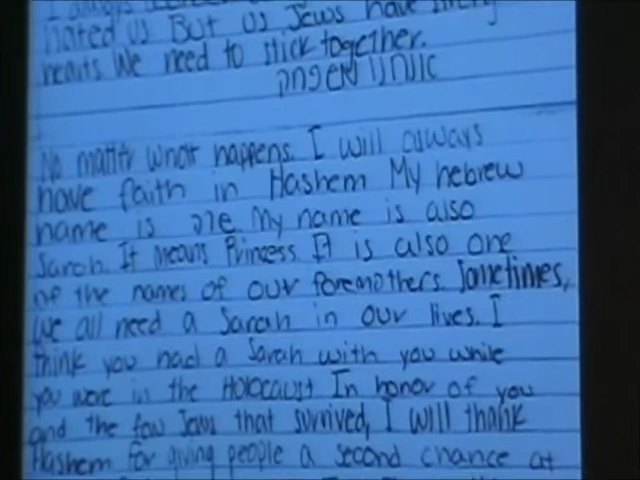 hated us But us Jews have
hearts We need to stick together.
No matter what happens. I will always
have faith in Hashem My hebrew
name is My name is also
Sarah. It means Princess. It is also one
of the names of our foremothers. Sometimes,
we all need a Sarah in our lives. I
think you had a Sarah with you while
you were in the Holocaust In honor of you
and the few Jews that survived, I will thank
Hashem for giving people a second chance at